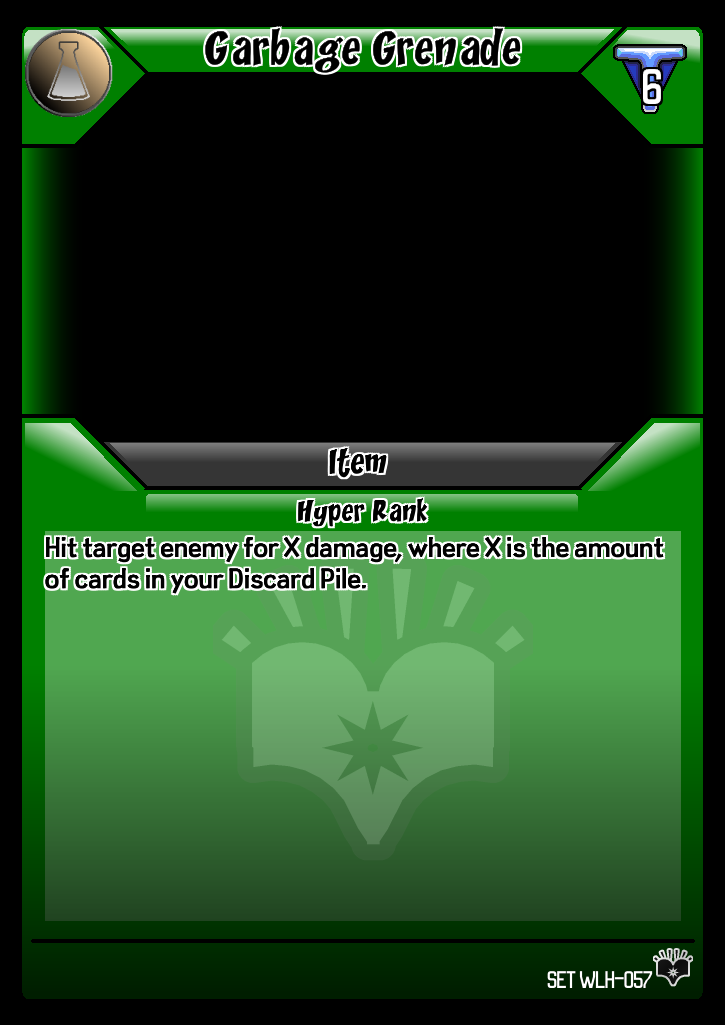 Garbage Grenade
6
Item
Hyper Rank
Hit target enemy for X damage, where X is the amount
of cards in your Discard Pile.
SET WLH-057